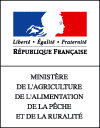 Liberté • Égalité • Fraternité
RÉPUBLIQUE FRANÇAISE
MINISTÈRE
DE L'AGRICULTURE
DE L'ALIMENTATION
DE LA PÊCHE
ET DE LA RURALITÉ